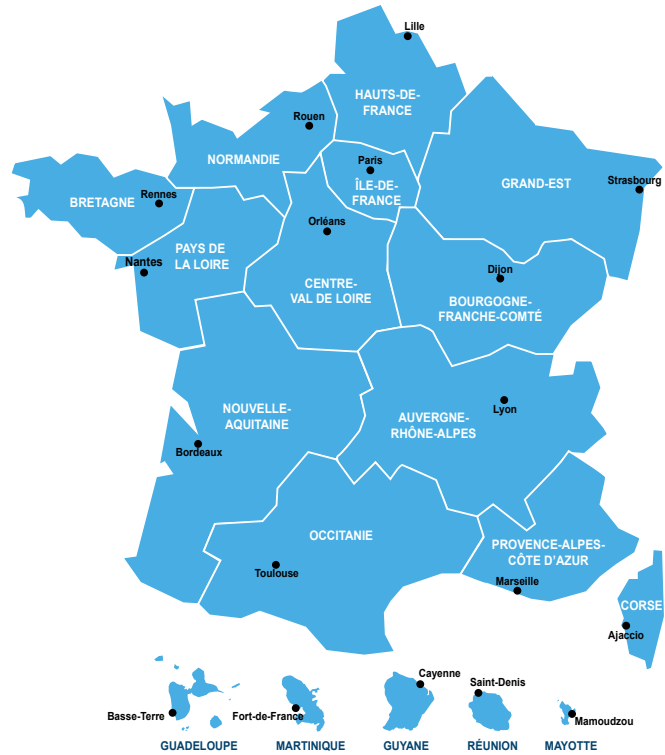 Lille
HAUTS-DE-
FRANCE
Rouen
NORMANDIE
Paris
ÎLE-DE-
FRANCE
GRAND-EST
Strasbourg
BRETAGNE
Rennes
Orléans
PAYS DE
LA LOIRE
Nantes
CENTRE-
VAL DE LOIRE
Dijon
BOURGOGNE-
FRANCHE-COMTÉ
NOUVELLE-
AQUITAINE
Bordeaux
AUVERGNE-
RHÔNE-ALPES
Lyon
OCCITANIE
Toulouse
PROVENCE-ALPES-
CÔTE D'AZUR
Marseille
CORSE
Ajaccio
Basse-Terre
GUADELOUPE
Fort-de-France
MARTINIQUE
Cayenne
GUYANE
Saint-Denis
RÉUNION
Mamoudzou
MAYOTTE